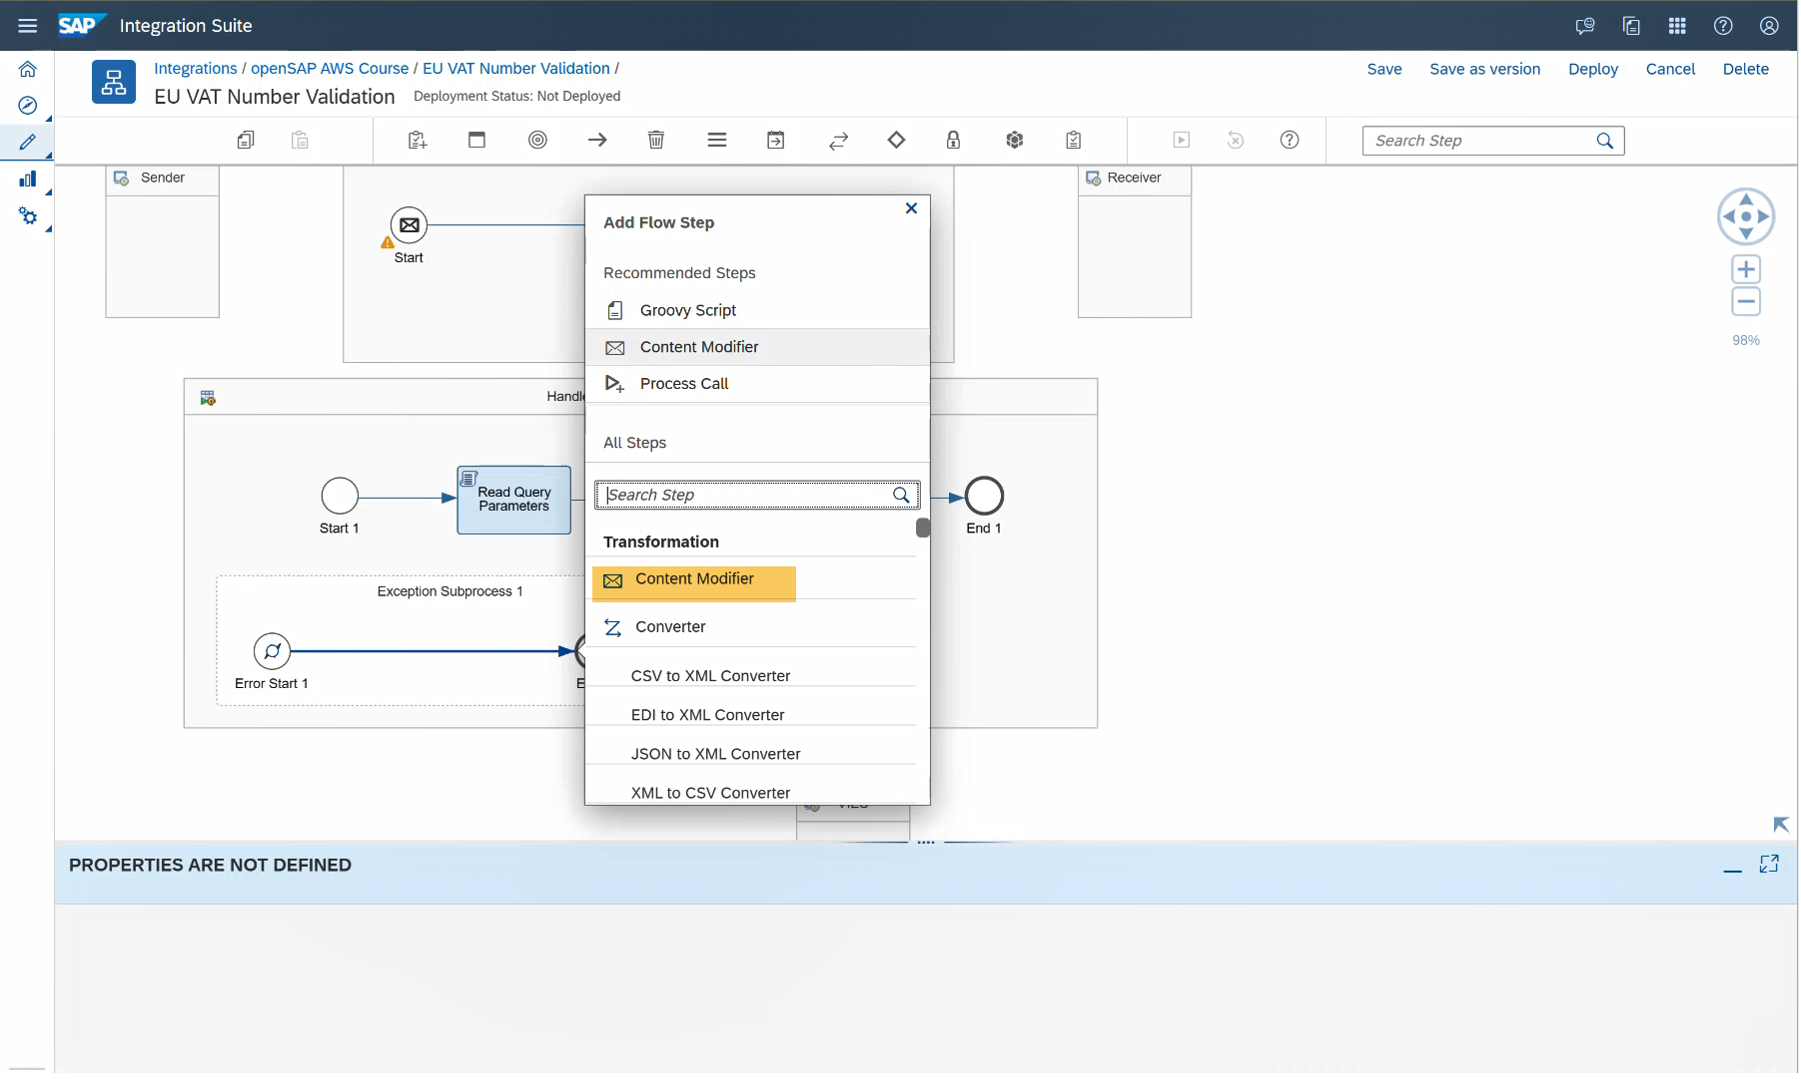 SAP Integration Suite
Integrations / openSAP AWS Course / EU VAT Number Validation /
EU VAT Number Validation Deployment Status: Not Deployed
Save Save as version Deploy Cancel Delete
Search Step
Sender
Receiver
Start
Add Flow Step
Recommended Steps
Groovy Script
Content Modifier
Process Call
98%
All Steps
Search Step
Start 1
Read Query
Parameters
End 1
Transformation
Content Modifier
Converter
CSV to XML Converter
EDI to XML Converter
JSON to XML Converter
XML to CSV Converter
Exception Subprocess 1
Error Start 1
PROPERTIES ARE NOT DEFINED